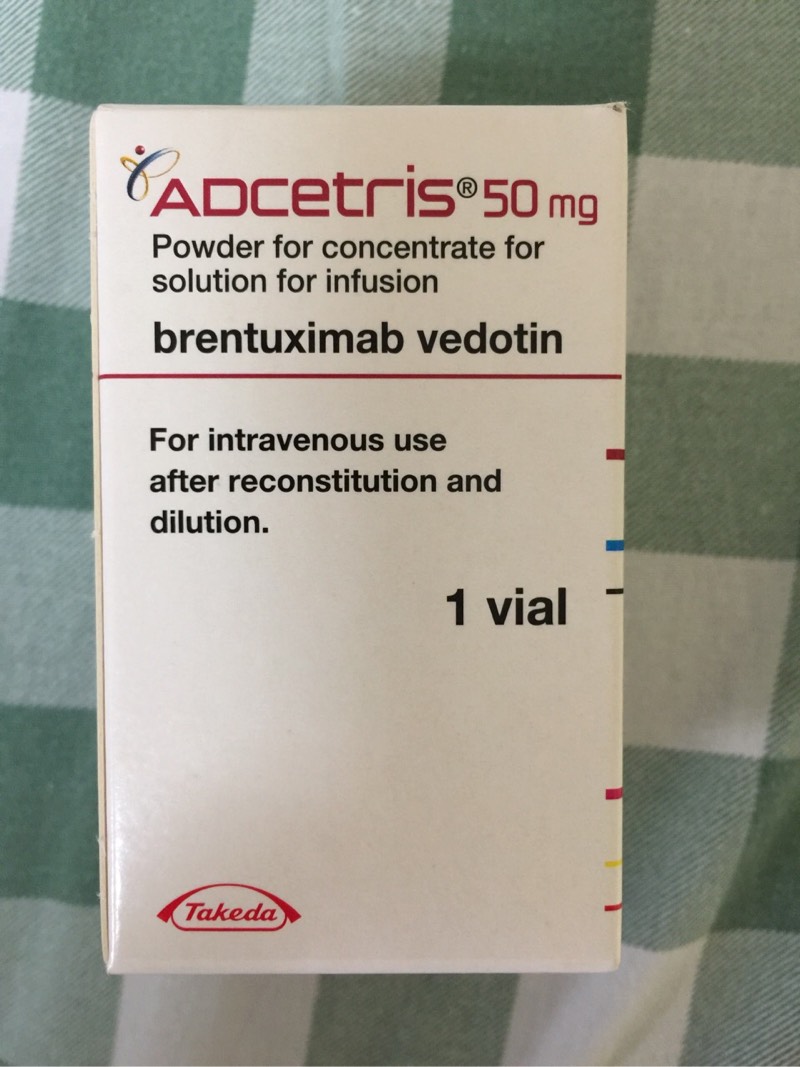 ADCETRIS® 50 mg
Powder for concentrate for
solution for infusion
brentuximab vedotin
For intravenous use
after reconstitution and
dilution.
1 vial
Takeda